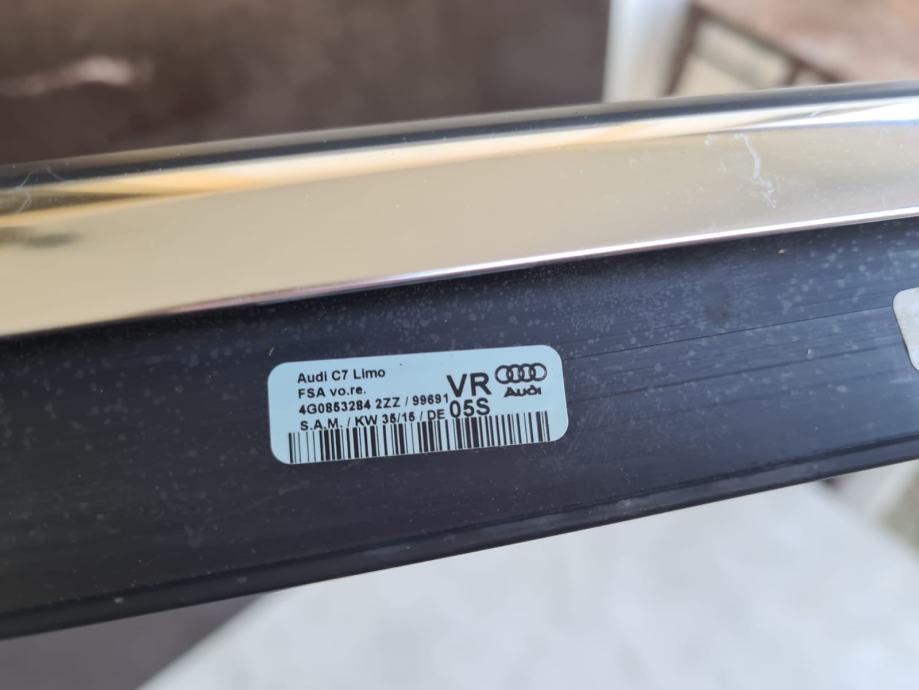 Audi C7 Limo
FSA vo.re.
4G0853284 2ZZ / 99691
S.A.M. / KW 35/15 / DE
VR
05S
Audi